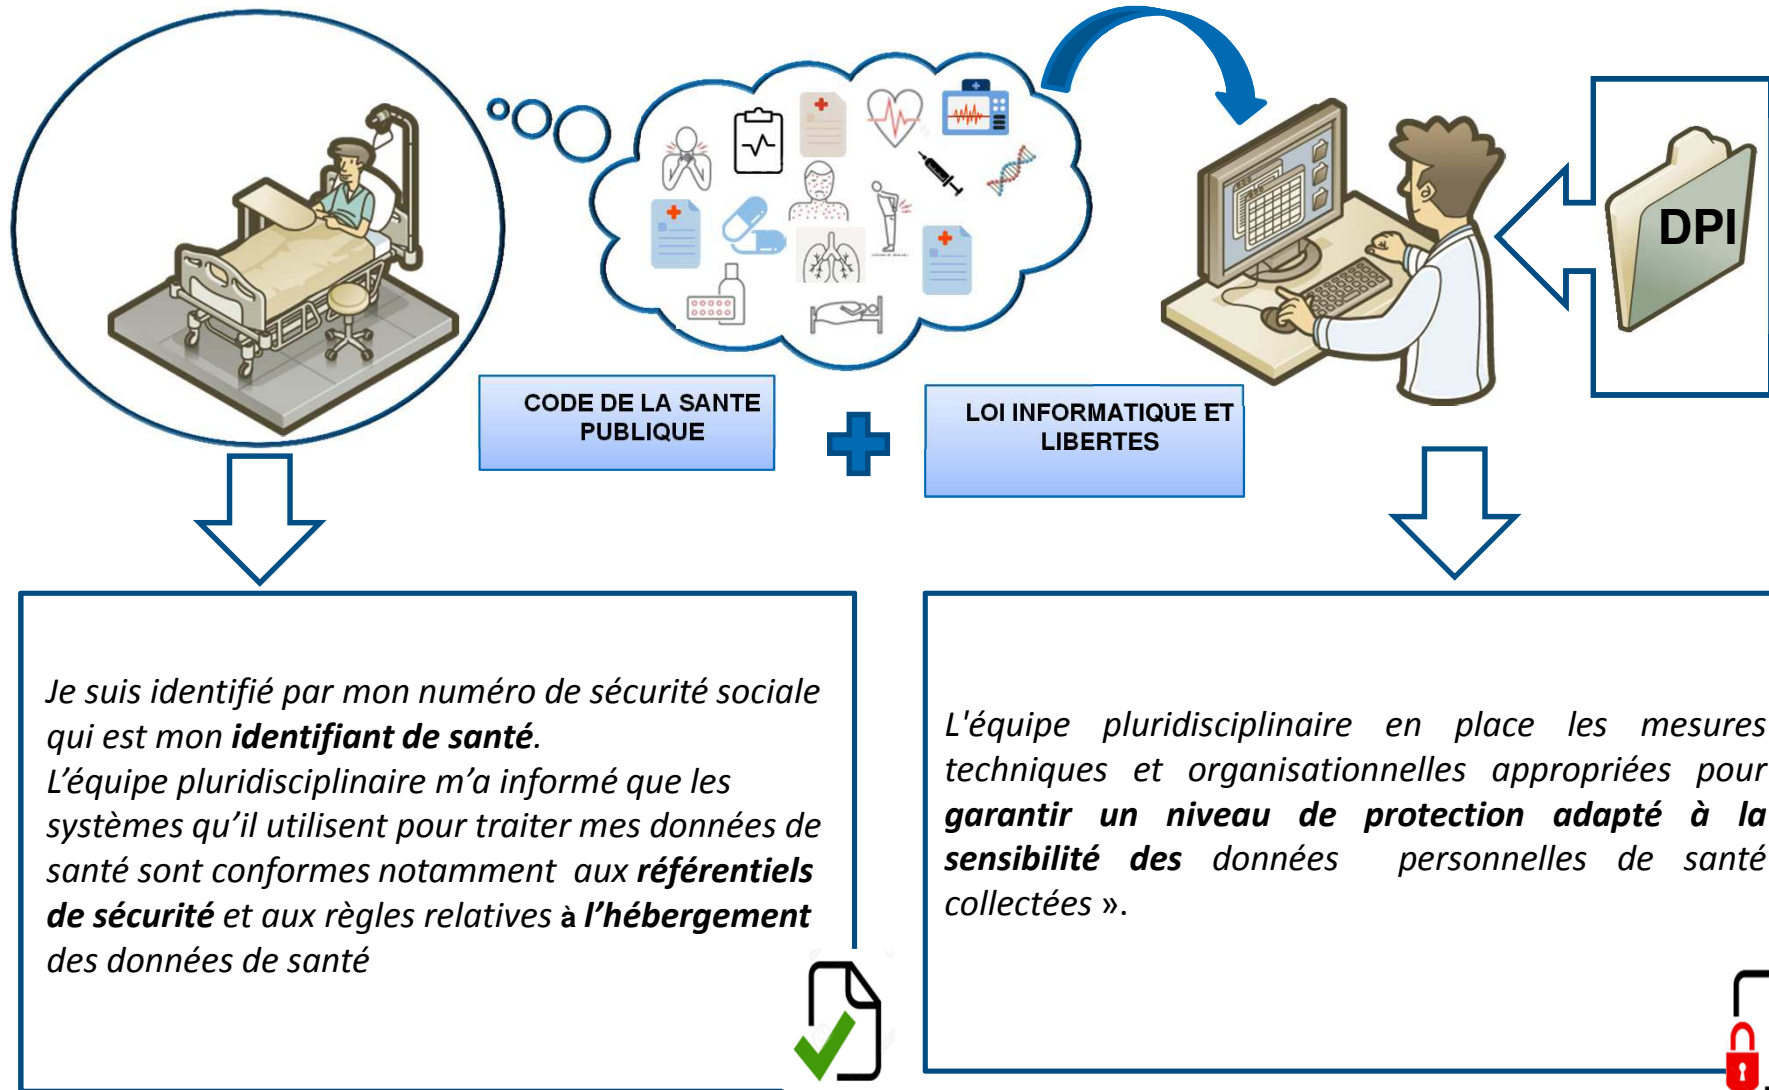 DPI
CODE DE LA SANTE
PUBLIQUE
LOI INFORMATIQUE ET
LIBERTES
Je suis identifié par mon numéro de sécurité sociale
qui est mon identifiant de santé.
L’équipe pluridisciplinaire m’a informé que les
systèmes qu’il utilisent pour traiter mes données de
santé sont conformes notamment aux référentiels
de sécurité et aux règles relatives à l’hébergement
des données de santé
L'équipe pluridisciplinaire en place les mesures
techniques et organisationnelles appropriées pour
garantir un niveau de protection adapté à la
sensibilité des données personnelles de santé
collectées ».